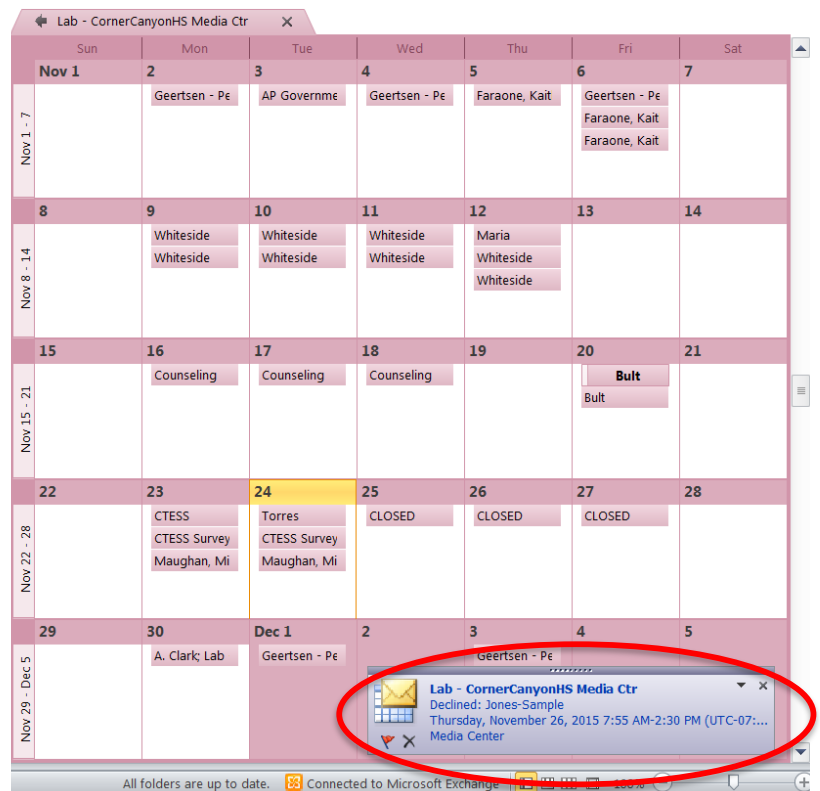 Lab - CornerCanyonHS Media Ctr
Sun Mon Tue Wed Thu Fri Sat
Nov 1 - 7
Nov 1 2 3 4 5 6 7
Geertsen - Pe AP Governme Geertsen - Pe Faraone, Kait Geertsen - Pe
Faraone, Kait
Faraone, Kait
Nov 8 - 14
8 9 10 11 12 13 14
Whiteside Whiteside Whiteside Maria
Whiteside Whiteside Whiteside Whiteside
Whiteside
Nov 15 - 21
15 16 17 18 19 20 21
Counseling Counseling Counseling Bult
Bult
Nov 22 - 28
22 23 24 25 26 27 28
CTESS Torres CLOSED CLOSED CLOSED
CTESS Survey CTESS Survey
Maughan, Mi Maughan, Mi
Nov 29 - Dec 5
29 30 Dec 1 2 3 4 5
A. Clark; Lab Geertsen - Pe Geertsen - Pe
Lab - CornerCanyonHS Media Ctr
Declined: Jones-Sample
Thursday, November 26, 2015 7:55 AM-2:30 PM (UTC-07:...
Media Center
All folders are up to date. Connected to Microsoft Exchange 100%